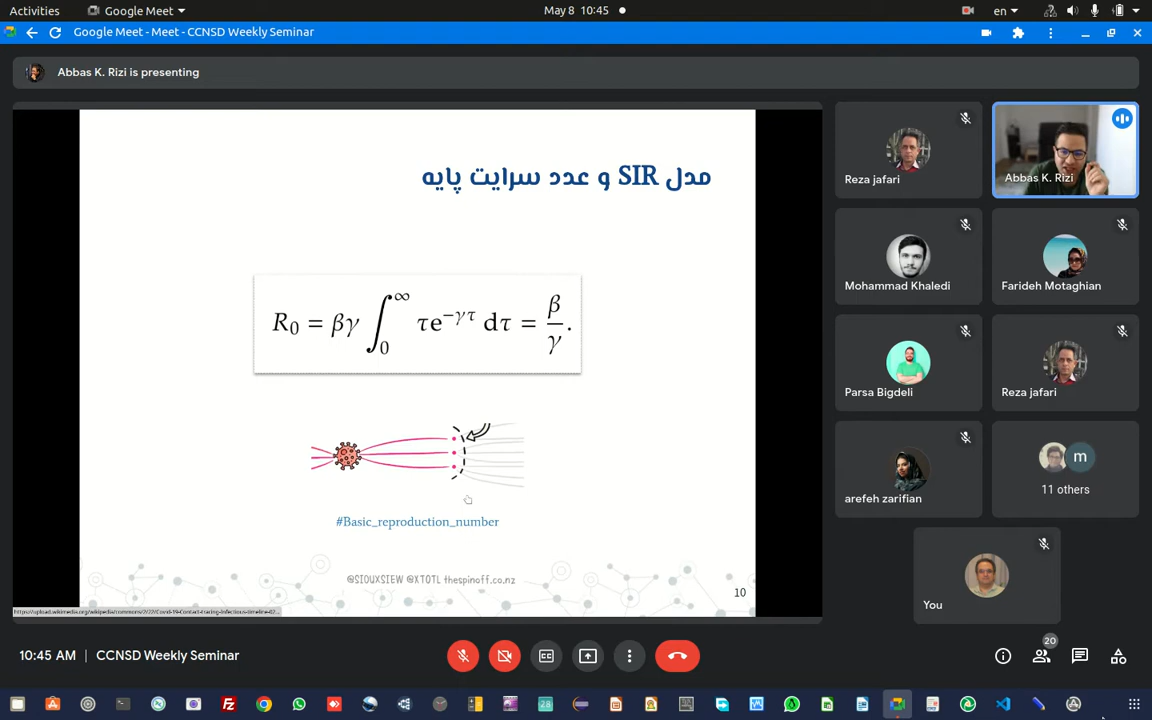 Activities
Google Meet
May 8 10:45
en
Google Meet - Meet - CCNSD Weekly Seminar
Abbas K. Rizi is presenting
مدل SIR و عدد سرایت پایه
R₀ = βγ ∫₀^∞ τe^{−γτ} dτ = β/γ.
#Basic_reproduction_number
@SIOUXSIEW @XTOTL thespinoff.co.nz
10
Reza jafari
Abbas K. Rizi
Mohammad Khaledi
Farideh Motaghian
Parsa Bigdeli
Reza jafari
arefeh zarifian
m
11 others
You
10:45 AM | CCNSD Weekly Seminar
20
28